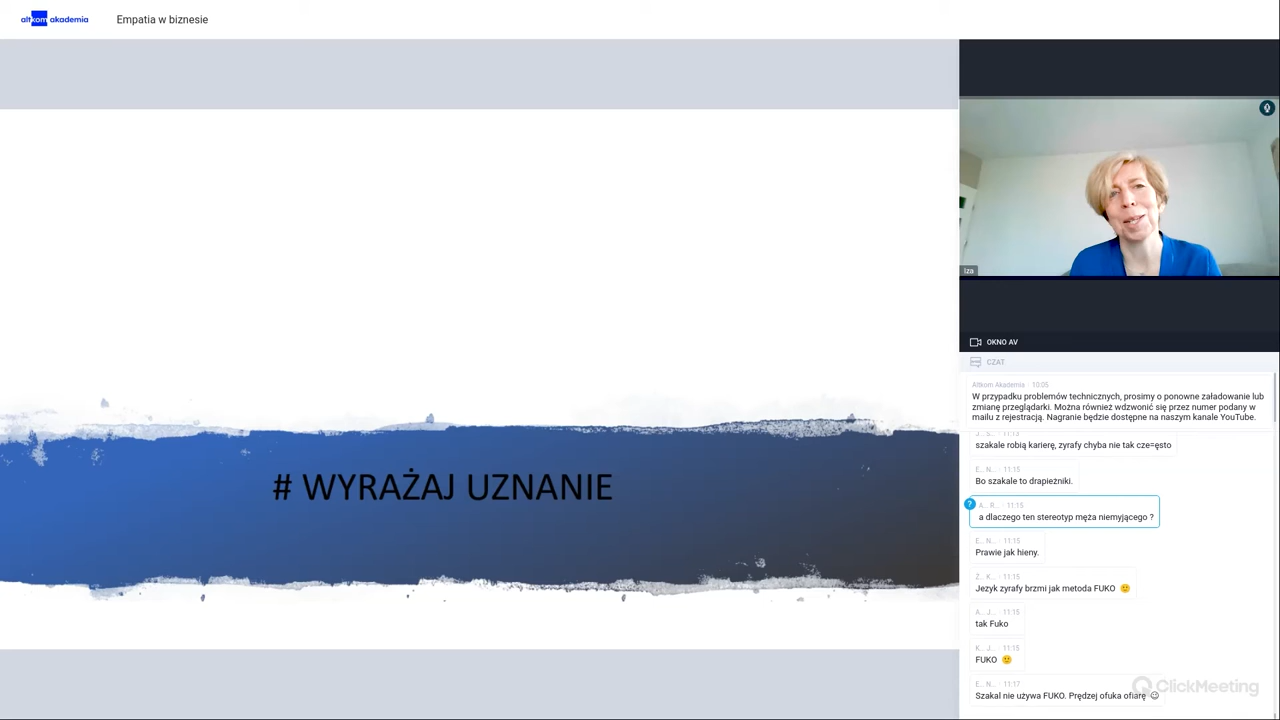 altkom akademia
Empatia w biznesie
# WYRAŻAJ UZNANIE
Iza
OKNO AV
CZAT
Altkom Akademia · 10:05
W przypadku problemów technicznych, prosimy o ponowne załadowanie lub
zmianę przeglądarki. Można również wdzwonić się przez numer podany w
mailu z rejestracją. Nagranie będzie dostępne na naszym kanale YouTube.
szakale robią karierę, zyrafy chyba nie tak cze=ęsto
E... N... · 11:15
Bo szakale to drapieżniki.
?
A... R... · 11:15
a dlaczego ten stereotyp męża niemyjącego ?
E... N... · 11:15
Prawie jak hieny.
Z... K... · 11:15
Jezyk zyrafy brzmi jak metoda FUKO 🙂
A... J... · 11:15
tak Fuko
K... J... · 11:15
FUKO 🙂
E... N... · 11:17
Szakal nie używa FUKO. Prędzej ofuka ofiarę 😉
ClickMeeting